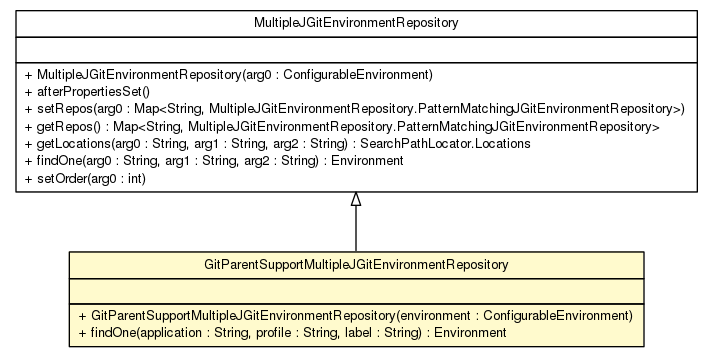 MultipleJGitEnvironmentRepository
+ MultipleJGitEnvironmentRepository(arg0 : ConfigurableEnvironment)
+ afterPropertiesSet()
+ setRepos(arg0 : Map<String, MultipleJGitEnvironmentRepository.PatternMatchingJGitEnvironmentRepository>)
+ getRepos() : Map<String, MultipleJGitEnvironmentRepository.PatternMatchingJGitEnvironmentRepository>
+ getLocations(arg0 : String, arg1 : String, arg2 : String) : SearchPathLocator.Locations
+ findOne(arg0 : String, arg1 : String, arg2 : String) : Environment
+ setOrder(arg0 : int)
GitParentSupportMultipleJGitEnvironmentRepository
+ GitParentSupportMultipleJGitEnvironmentRepository(environment : ConfigurableEnvironment)
+ findOne(application : String, profile : String, label : String) : Environment